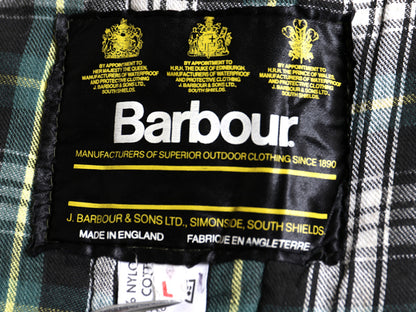 BY APPOINTMENT TO
HER MAJESTY THE QUEEN,
MANUFACTURERS OF WATERPROOF
AND PROTECTIVE CLOTHING
J. BARBOUR & SONS LTD.,
SOUTH SHIELDS.
BY APPOINTMENT TO
H.R.H. THE DUKE OF EDINBURGH,
MANUFACTURERS OF WATERPROOF
AND PROTECTIVE CLOTHING
J. BARBOUR & SONS LTD.,
SOUTH SHIELDS.
BY APPOINTMENT TO
H.R.H. THE PRINCE OF WALES,
MANUFACTURERS OF WATERPROOF
AND PROTECTIVE CLOTHING
J. BARBOUR & SONS LTD.,
SOUTH SHIELDS.
Barbour
MANUFACTURERS OF SUPERIOR OUTDOOR CLOTHING SINCE 1890
J. BARBOUR & SONS LTD., SIMONSIDE, SOUTH SHIELDS.
MADE IN ENGLAND FABRIQUÉ EN ANGLETERRE